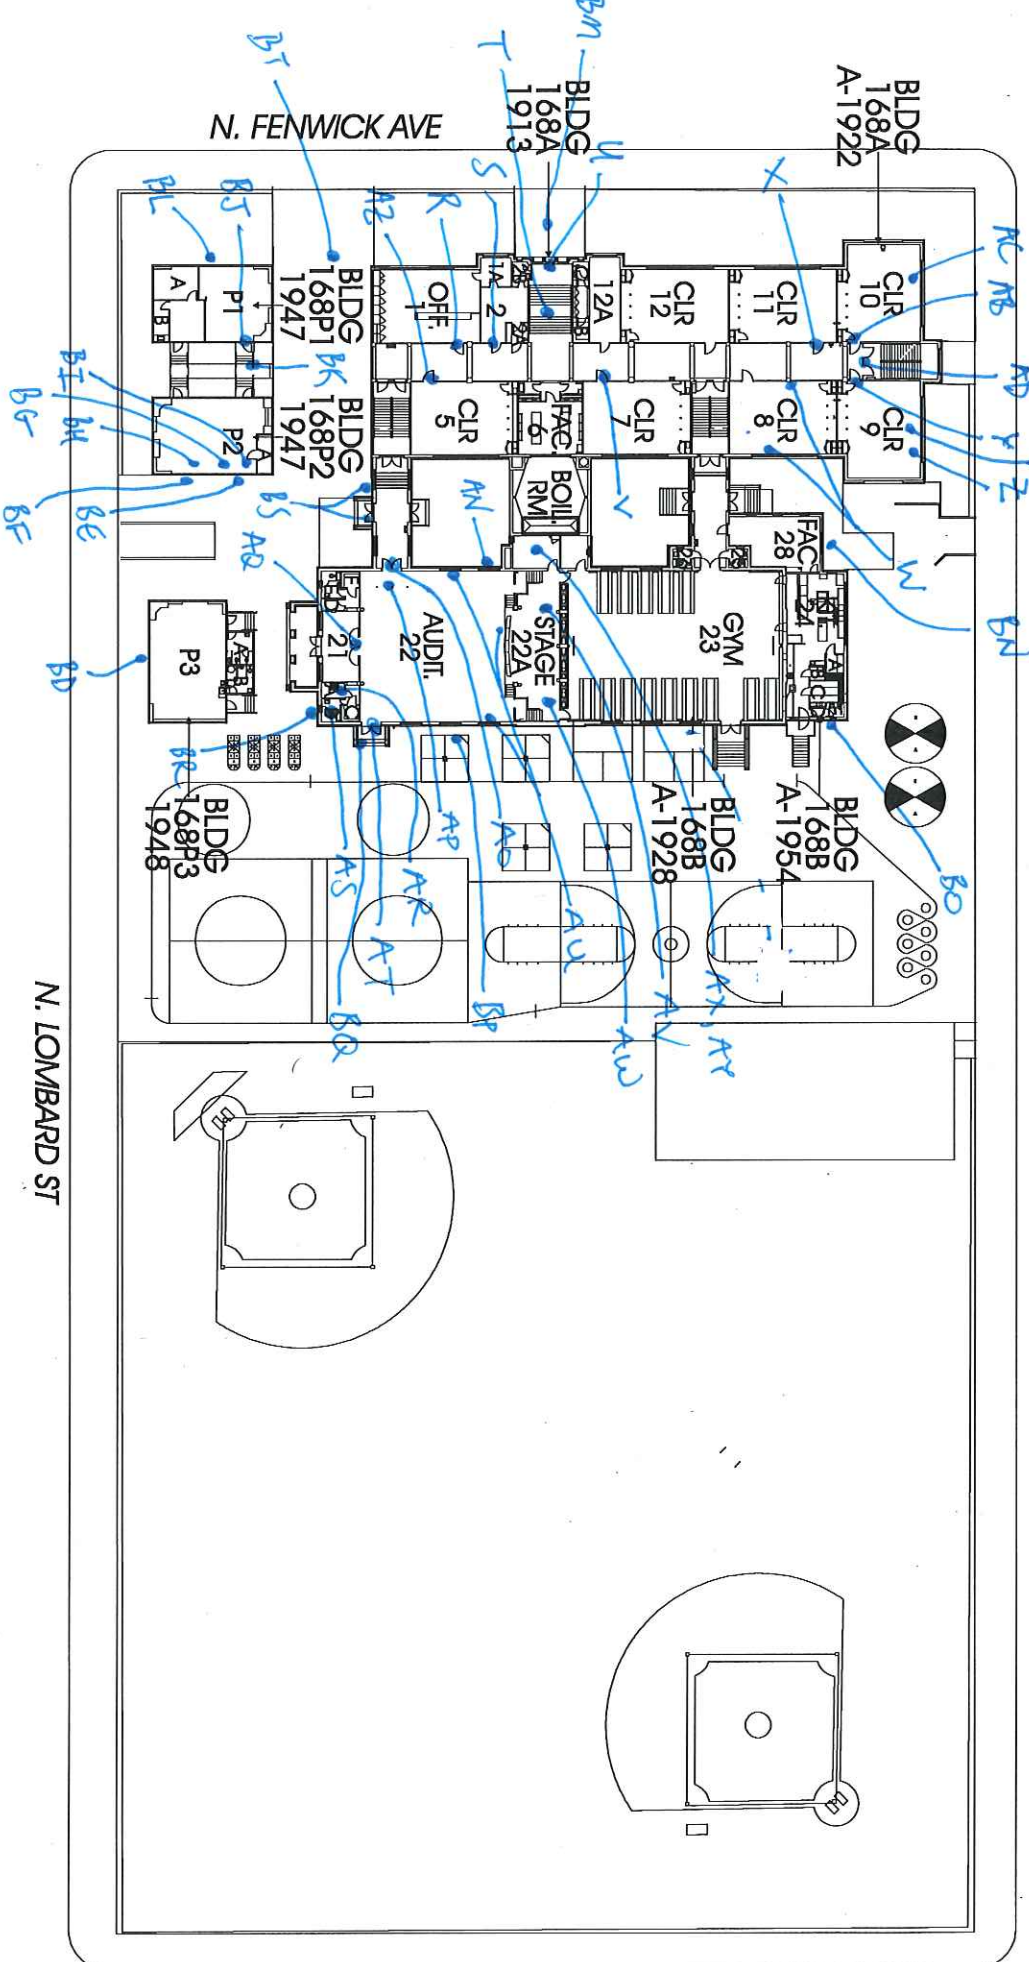 N. FENWICK AVE
N. LOMBARD ST
BLDG
168A
A-1922
BLDG
168A
1913
BLDG
168P1
1947
BLDG
168P2
1947
BLDG
168P3
1948
BLDG
168B
A-1928
BLDG
168B
A-1954
CLR
10
CLR
11
CLR
12
12A
1A
2
OFF.
1
CLR
9
CLR
8
CLR
7
FAC.
6
CLR
5
BOIL.
RM.
FAC
28
24
GYM
23
STAGE
22A
AUDIT.
22
21
P1
A
B
P2
A
P3
A
B
BM
T
U
S
R
AZ
BT
X
AC
AB
AD
Y
Z
W
BN
V
BL
BJ
BK
BI
BH
BG
BF
BE
BS
AN
AQ
BD
BR
AS
AR
AT
BQ
AP
AO
BP
AU
AW
AV
AX, AY
BO